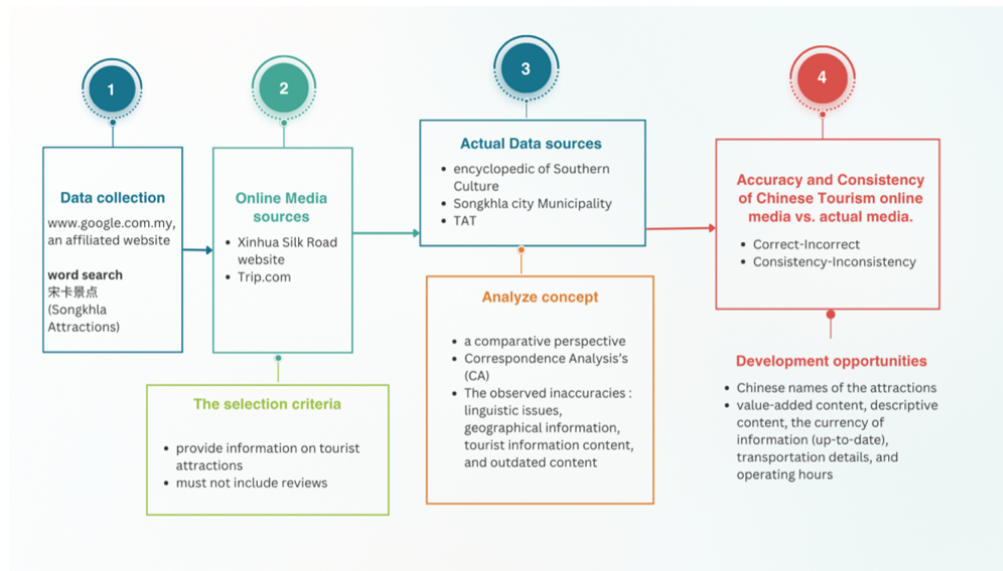 1
2
3
4
Data collection
www.google.com.my,
an affiliated website
word search
宋卡景点
(Songkhla
Attractions)
Online Media
sources
• Xinhua Silk Road
website
• Trip.com
The selection criteria
• provide information on tourist
attractions
• must not include reviews
Actual Data sources
• encyclopedic of Southern
Culture
• Songkhla city Municipality
• TAT
Analyze concept
• a comparative perspective
• Correspondence Analysis's
(CA)
• The observed inaccuracies :
linguistic issues,
geographical information,
tourist information content,
and outdated content
Accuracy and Consistency
of Chinese Tourism online
media vs. actual media.
• Correct-Incorrect
• Consistency-Inconsistency
Development opportunities
• Chinese names of the attractions
• value-added content, descriptive
content, the currency of
information (up-to-date),
transportation details, and
operating hours